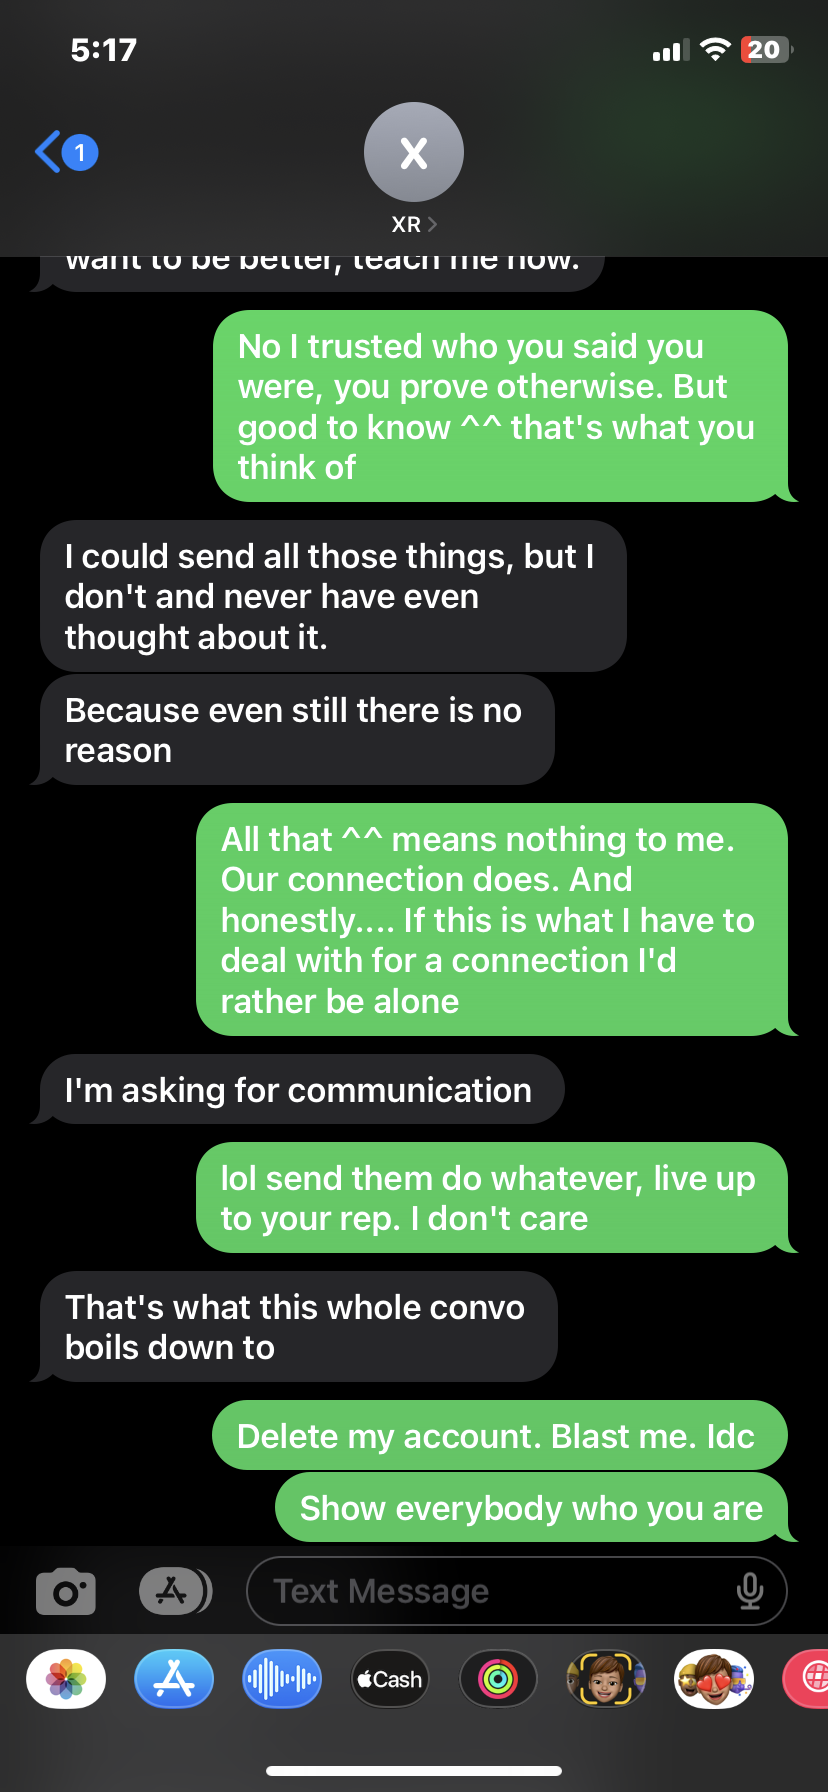 5:17
20
1
X
XR
want to be better, teach me now.
No I trusted who you said you
were, you prove otherwise. But
good to know ^^ that's what you
think of
I could send all those things, but I
don't and never have even
thought about it.
Because even still there is no
reason
All that ^^ means nothing to me.
Our connection does. And
honestly.... If this is what I have to
deal with for a connection I'd
rather be alone
I'm asking for communication
lol send them do whatever, live up
to your rep. I don't care
That's what this whole convo
boils down to
Delete my account. Blast me. Idc
Show everybody who you are
Text Message
Cash